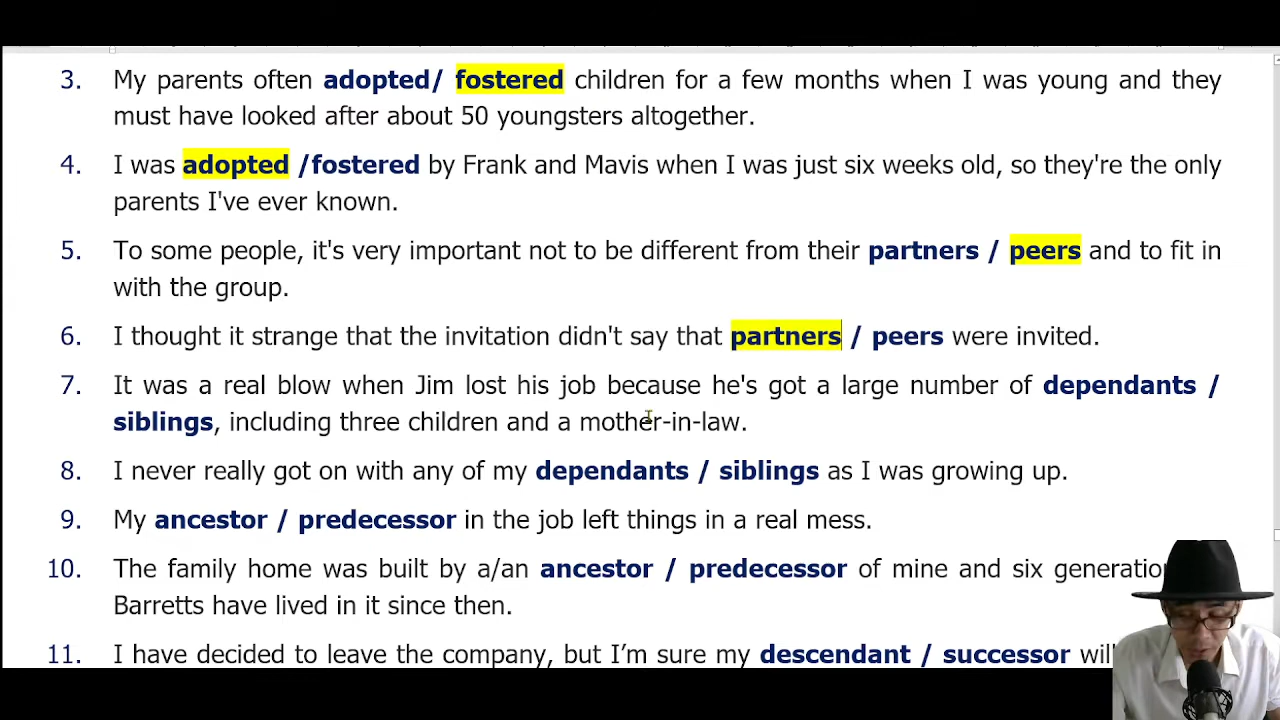 3. My parents often adopted/ fostered children for a few months when I was young and they
must have looked after about 50 youngsters altogether.
4. I was adopted /fostered by Frank and Mavis when I was just six weeks old, so they're the only
parents I've ever known.
5. To some people, it's very important not to be different from their partners / peers and to fit in
with the group.
6. I thought it strange that the invitation didn't say that partners / peers were invited.
7. It was a real blow when Jim lost his job because he's got a large number of dependants /
siblings, including three children and a mother-in-law.
8. I never really got on with any of my dependants / siblings as I was growing up.
9. My ancestor / predecessor in the job left things in a real mess.
10. The family home was built by a/an ancestor / predecessor of mine and six
Barretts have lived in it since then.
11. I have decided to leave the company, but I’m sure my descendant / successor